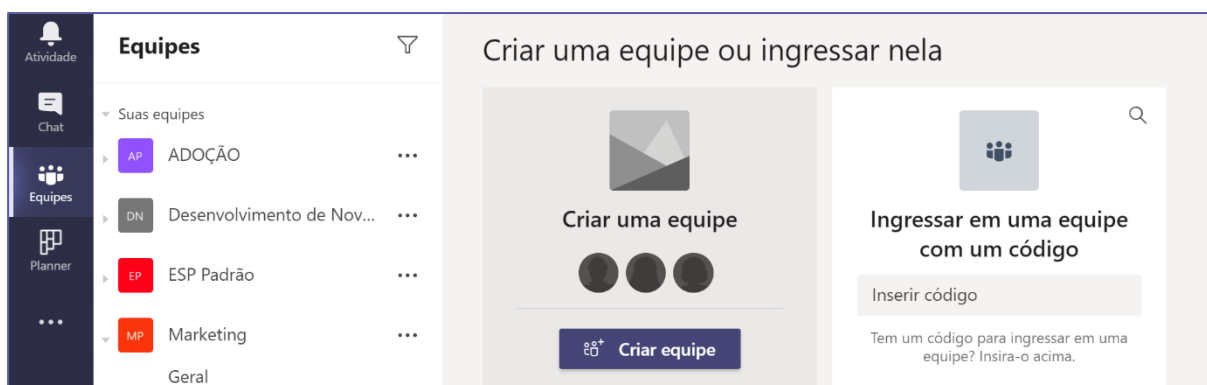 Atividade
Chat
Equipes
Planner
Equipes
Suas equipes
AP ADOÇÃO
DN Desenvolvimento de Nov...
EP ESP Padrão
MP Marketing
Geral
Criar uma equipe ou ingressar nela
Criar uma equipe
Criar equipe
Ingressar em uma equipe
com um código
Inserir código
Tem um código para ingressar em uma
equipe? Insira-o acima.